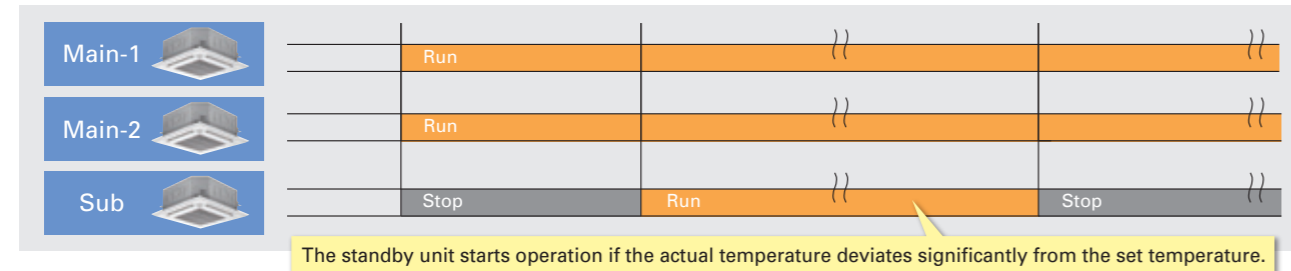 Main-1
Run
Main-2
Run
Sub
Stop Run Stop
The standby unit starts operation if the actual temperature deviates significantly from the set temperature.